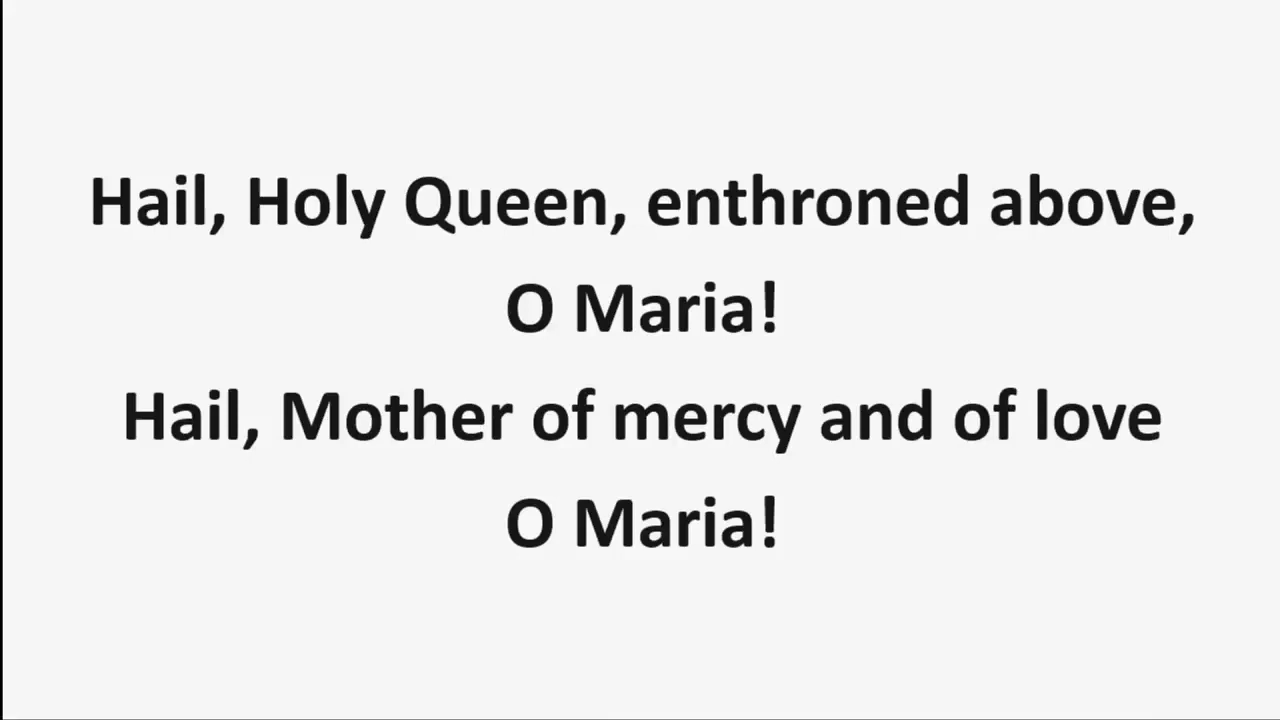 Hail, Holy Queen, enthroned above,
O Maria!
Hail, Mother of mercy and of love
O Maria!